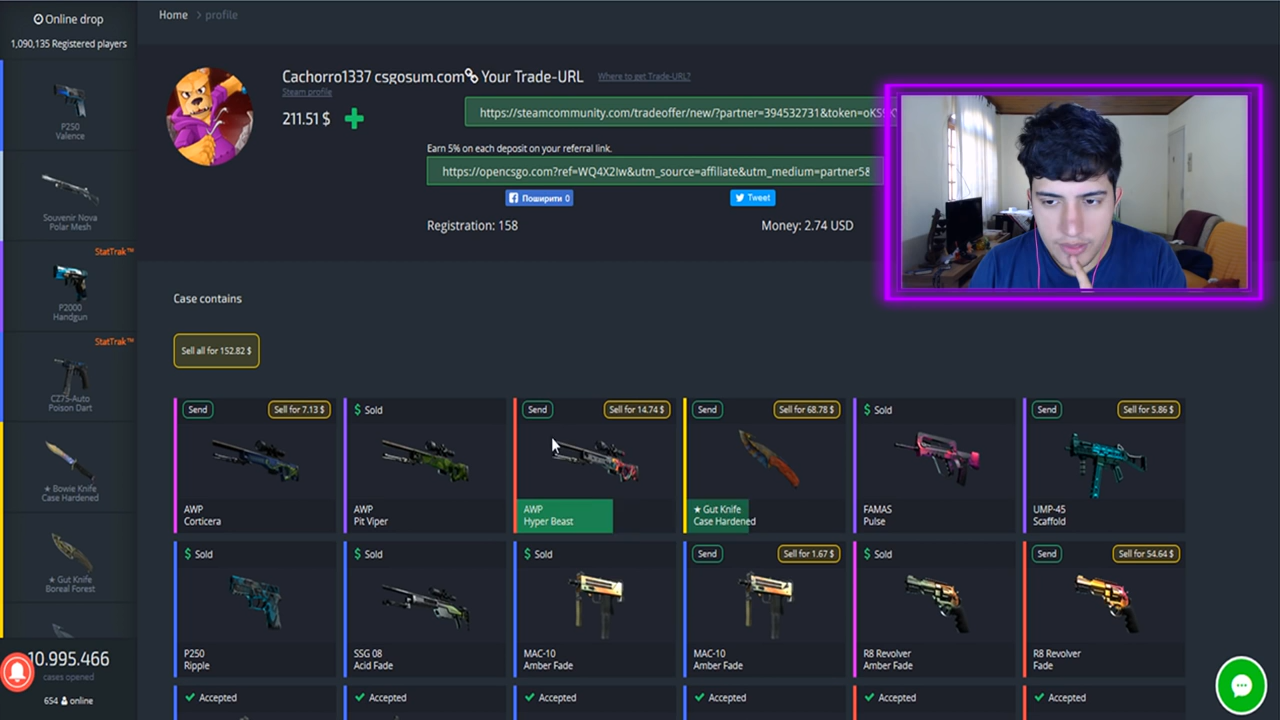 Online drop
1,090,135 Registered players
P250
Valence
Souvenir Nova
Polar Mesh
StatTrak™
P2000
Handgun
StatTrak™
CZ75-Auto
Poison Dart
★ Bowie Knife
Case Hardened
★ Gut Knife
Boreal Forest
10.995.466
cases opened
654 online
Home > profile
Cachorro1337 csgosum.com Your Trade-URL Where to get Trade-URL?
Steam profile
211.51 $
https://steamcommunity.com/tradeoffer/new/?partner=394532731&token=
Earn 5% on each deposit on your referral link.
https://opencsgo.com?ref=WQ4X2Iw&utm_source=affiliate&utm_medium=partner58
Поширити 0
Tweet
Registration: 158
Money: 2.74 USD
Case contains
Sell all for 152.82 $
Send Sell for 7.13 $
AWP
Corticera
$ Sold
AWP
Pit Viper
Send Sell for 14.74 $
AWP
Hyper Beast
Send Sell for 68.78 $
★ Gut Knife
Case Hardened
$ Sold
FAMAS
Pulse
Send Sell for 5.86 $
UMP-45
Scaffold
$ Sold
P250
Ripple
$ Sold
SSG 08
Acid Fade
$ Sold
MAC-10
Amber Fade
Send Sell for 1.67 $
MAC-10
Amber Fade
$ Sold
R8 Revolver
Amber Fade
Send Sell for 54.64 $
R8 Revolver
Fade
Accepted
Accepted
Accepted
Accepted
Accepted
Accepted